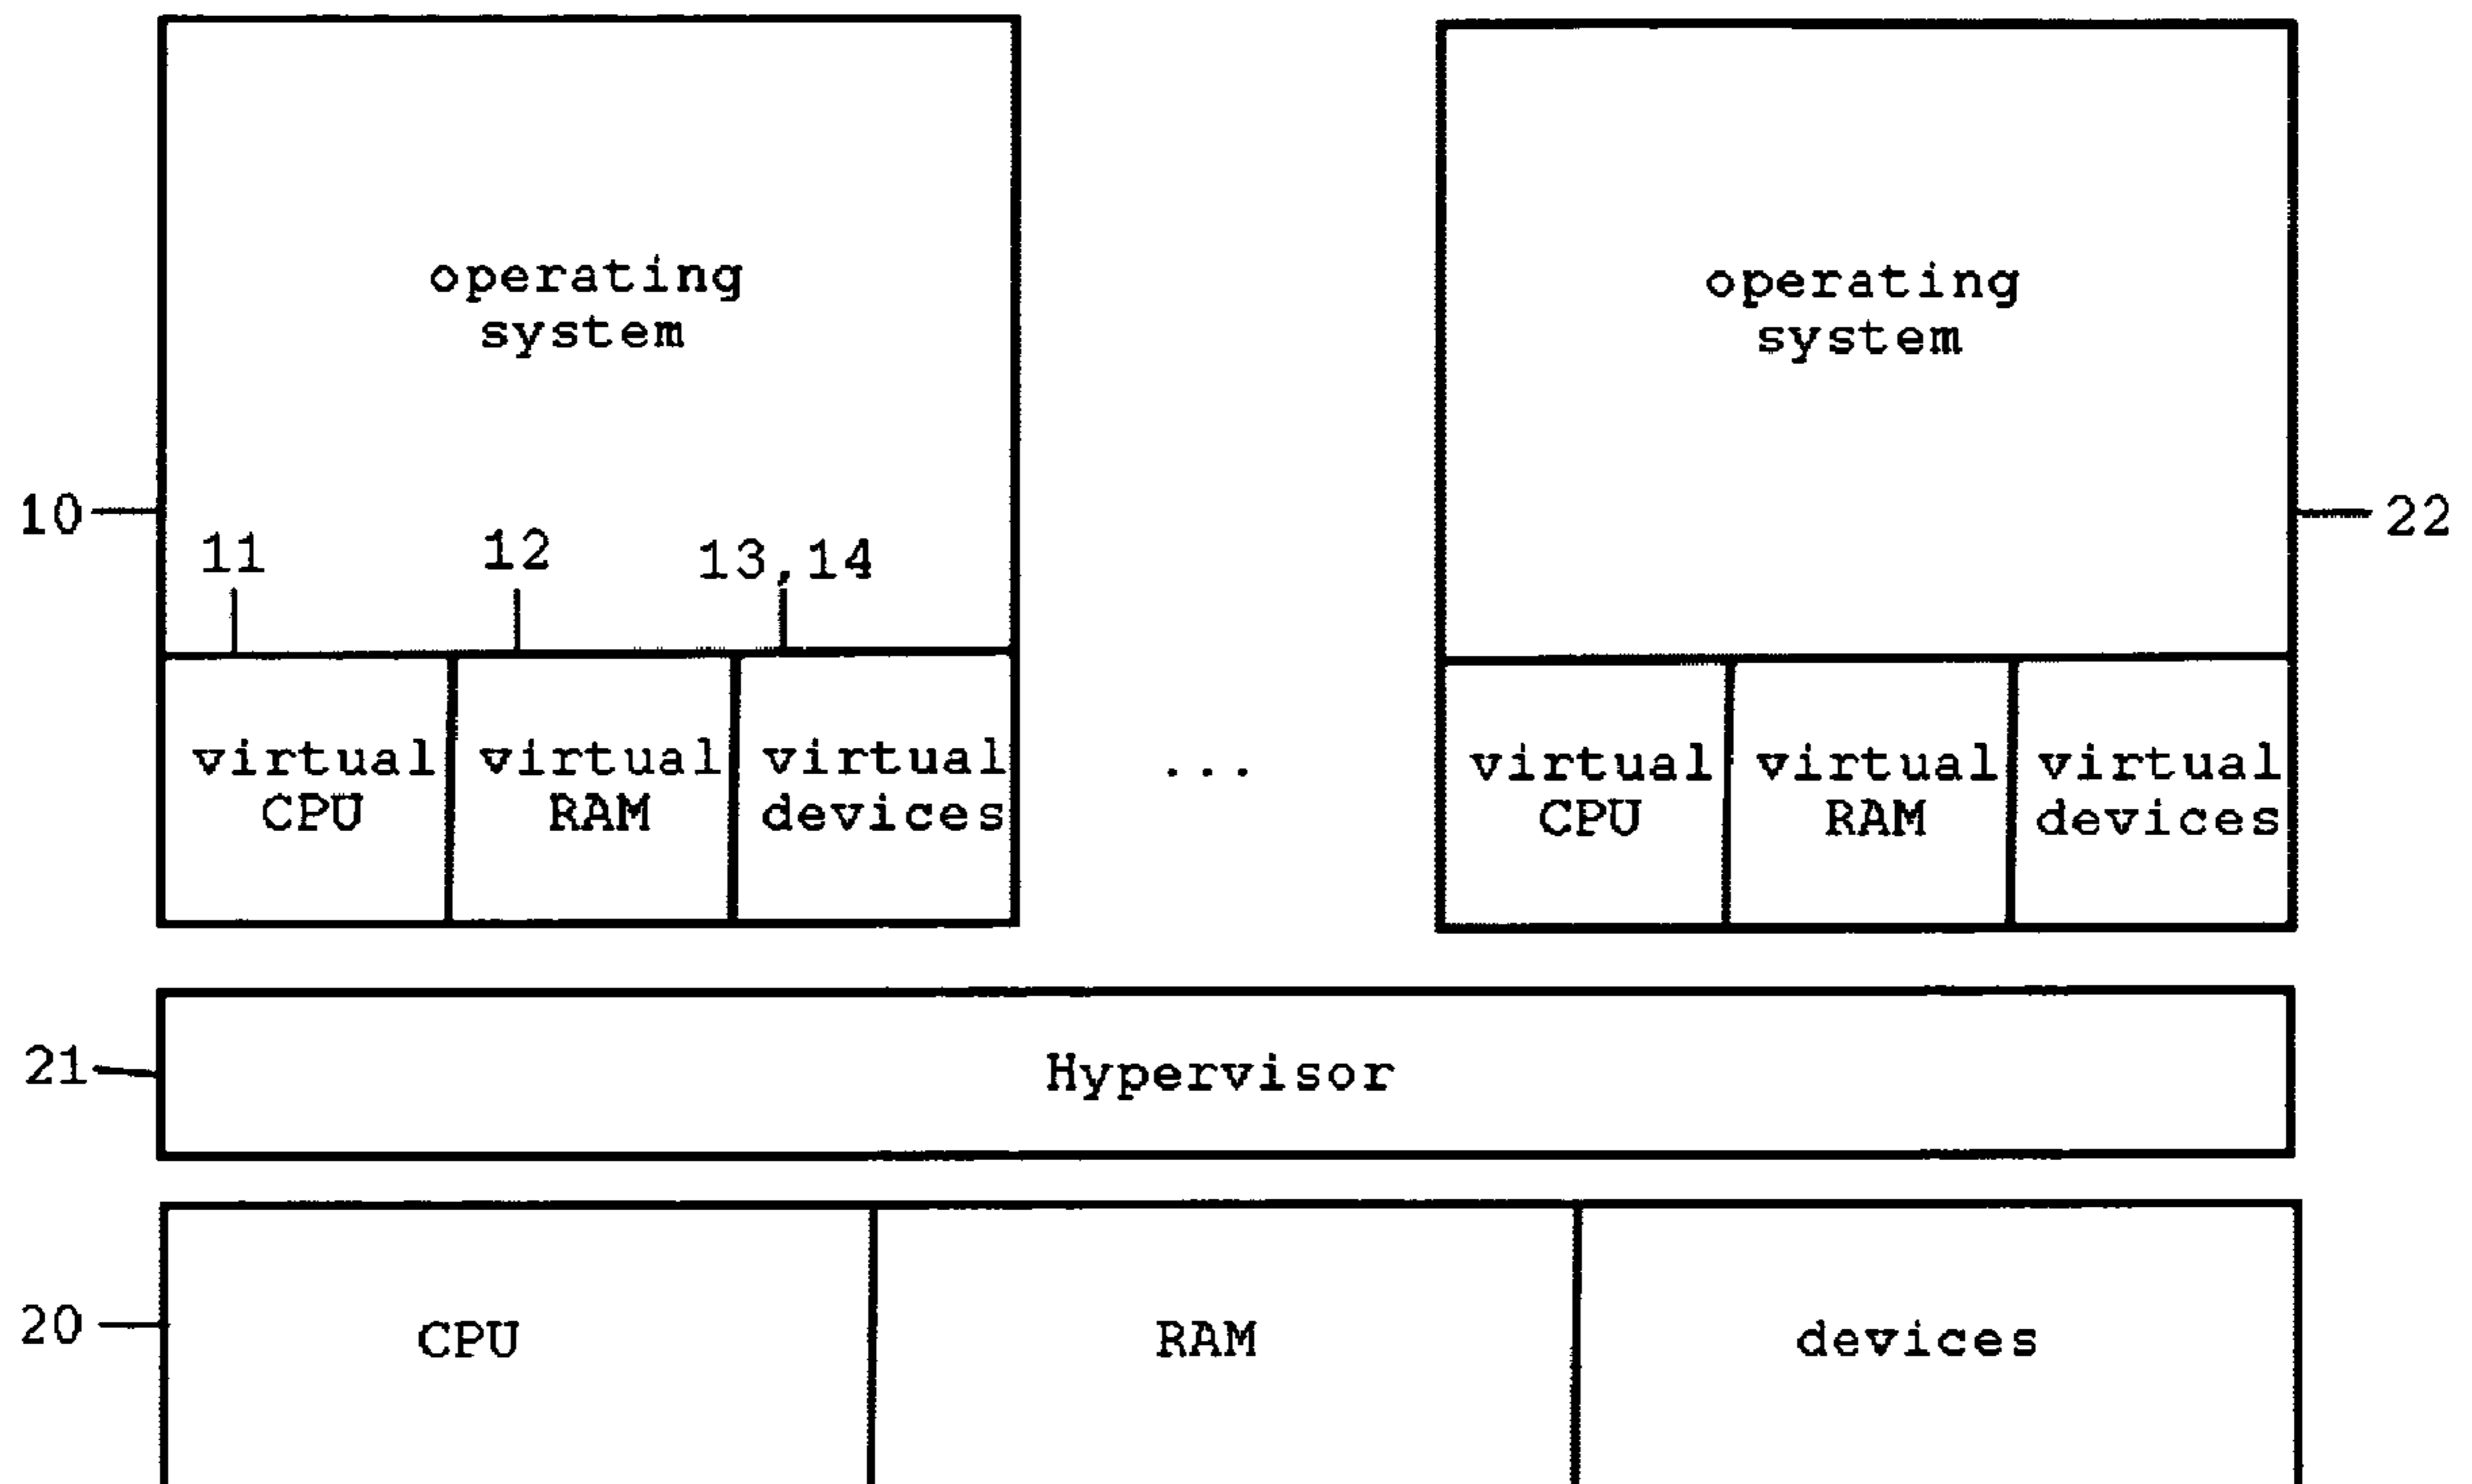 operating
system
operating
system
10
22
11
12
13,14
virtual
CPU
virtual
RAM
virtual
devices
...
virtual
CPU
virtual
RAM
virtual
devices
21
Hypervisor
20
CPU
RAM
devices